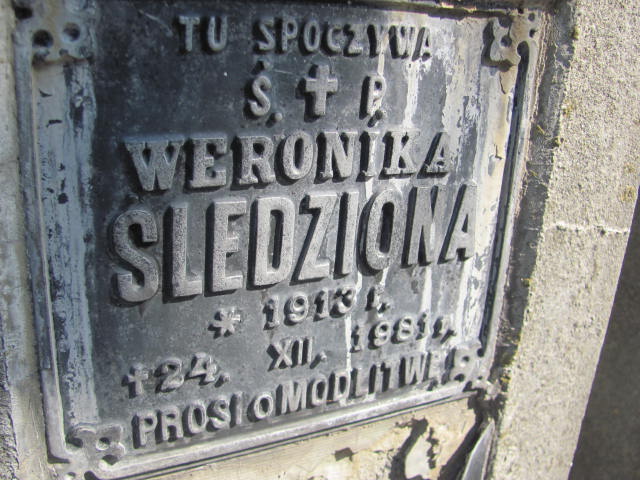 TU SPOCZYWA
Ś. ✝ P.
WERONIKA
SLEDZIONA
* 1913 r.
✝ 24. XII. 1981 r.
PROSI O MODLITWĘ